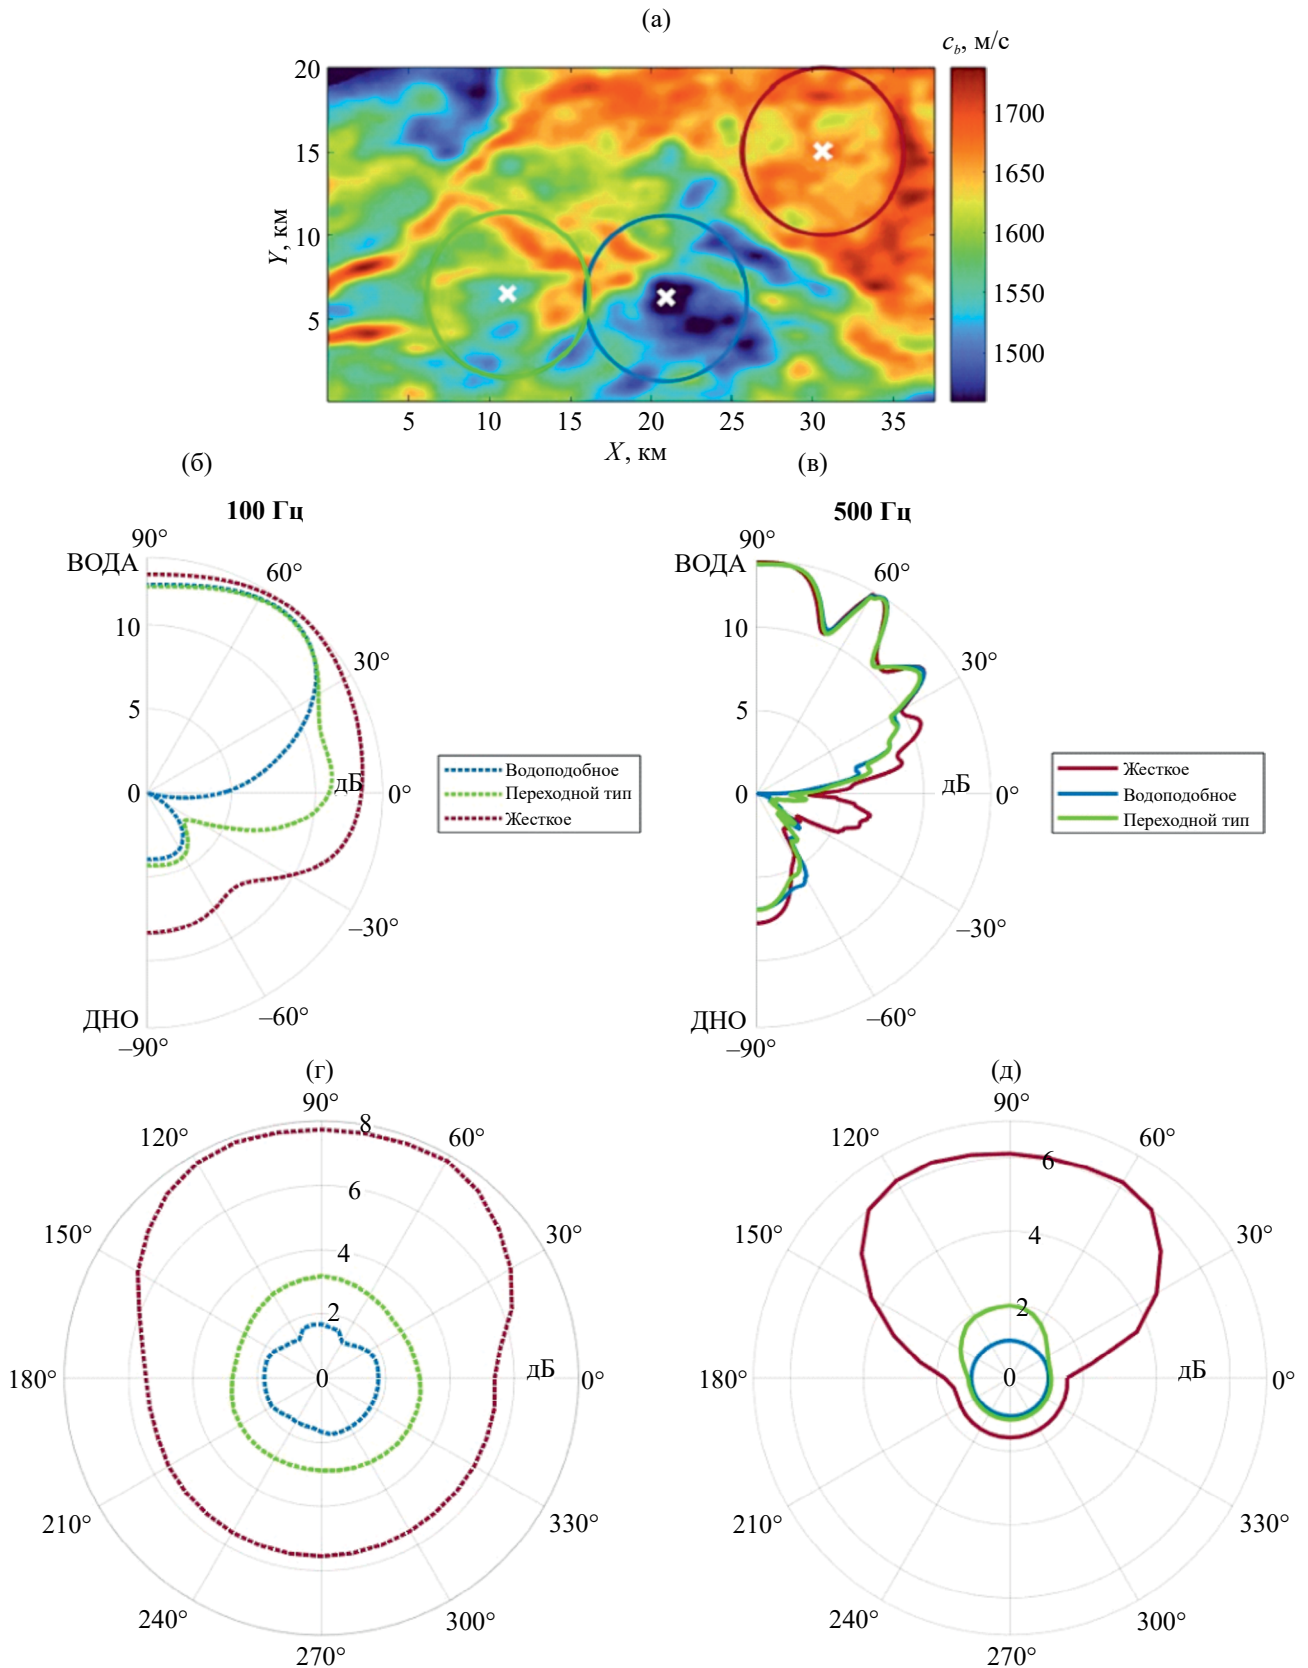 (а)
c_b, м/с
20
15
10
5
Y, км
1700
1650
1600
1550
1500
5 10 15 20 25 30 35
X, км
(б) (в)
100 Гц
90°
ВОДА
60°
10
30°
5
0
дБ
0°
–30°
–60°
ДНО
–90°
Водоподобное
Переходной тип
Жесткое
500 Гц
90°
ВОДА
60°
10
30°
5
0
дБ
0°
–30°
–60°
ДНО
–90°
Жесткое
Водоподобное
Переходной тип
(г)
90°
8
120° 60°
6
150° 30°
4
2
180° 0 дБ 0°
210° 330°
240° 300°
270°
(д)
90°
120° 60°
6
150° 4 30°
2
180° 0 дБ 0°
210° 330°
240° 300°
270°